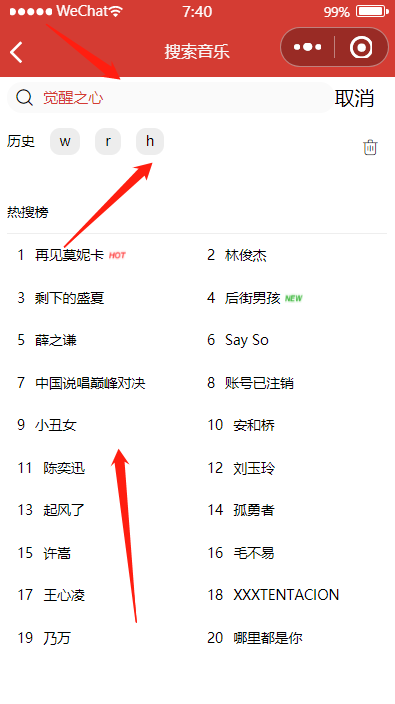 WeChat 7:40 99%
搜索音乐
觉醒之心 取消
历史 w r h
热搜榜
1 再见莫妮卡 HOT 2 林俊杰
3 剩下的盛夏 4 后街男孩 NEW
5 薛之谦 6 Say So
7 中国说唱巅峰对决 8 账号已注销
9 小丑女 10 安和桥
11 陈奕迅 12 刘玉玲
13 起风了 14 孤勇者
15 许嵩 16 毛不易
17 王心凌 18 XXXTENTACION
19 乃万 20 哪里都是你